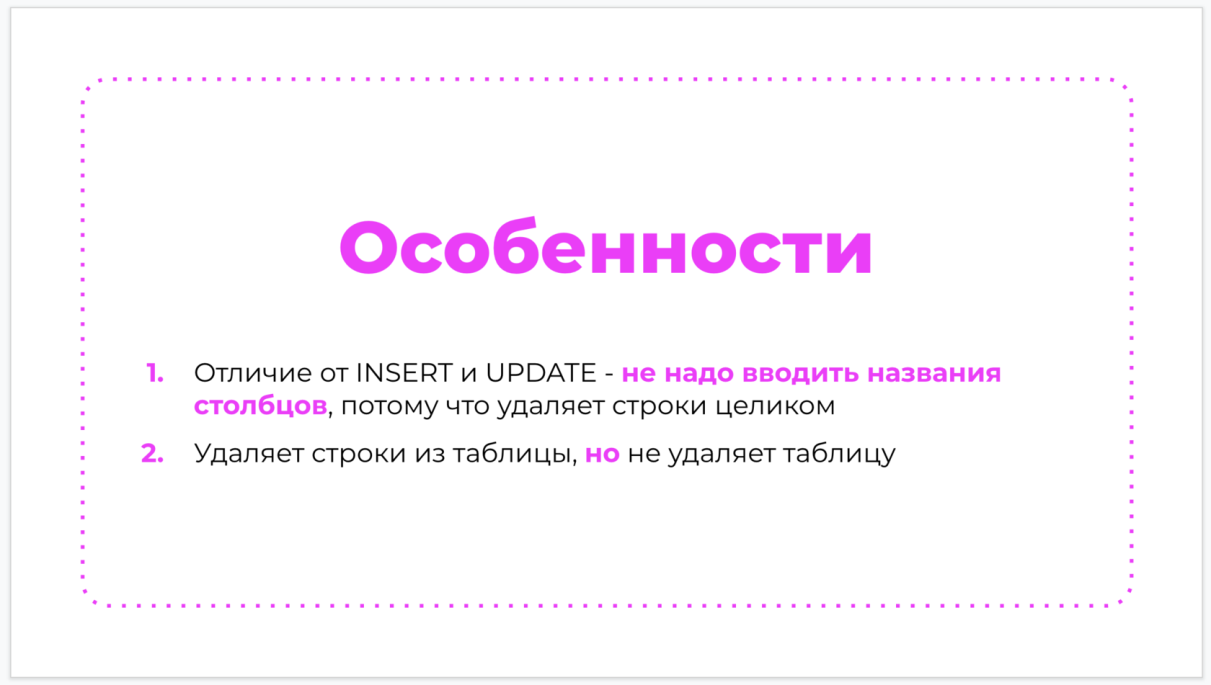 Особенности
1. Отличие от INSERT и UPDATE - не надо вводить названия
столбцов, потому что удаляет строки целиком
2. Удаляет строки из таблицы, но не удаляет таблицу